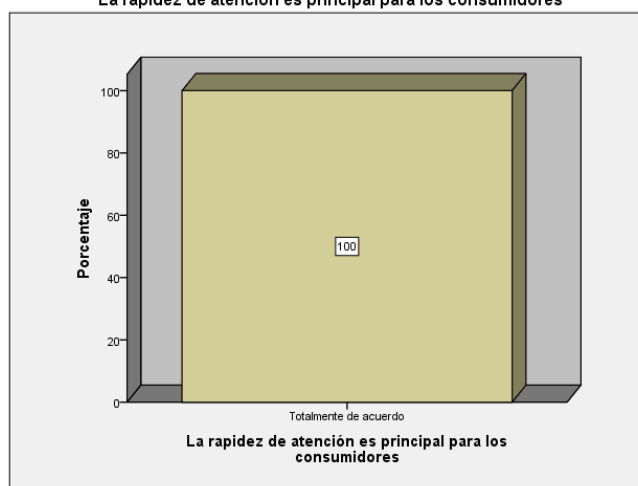 La rapidez de atención es principal para los consumidores
100
80
60
40
20
0
Porcentaje
100
Totalmente de acuerdo
La rapidez de atención es principal para los
consumidores